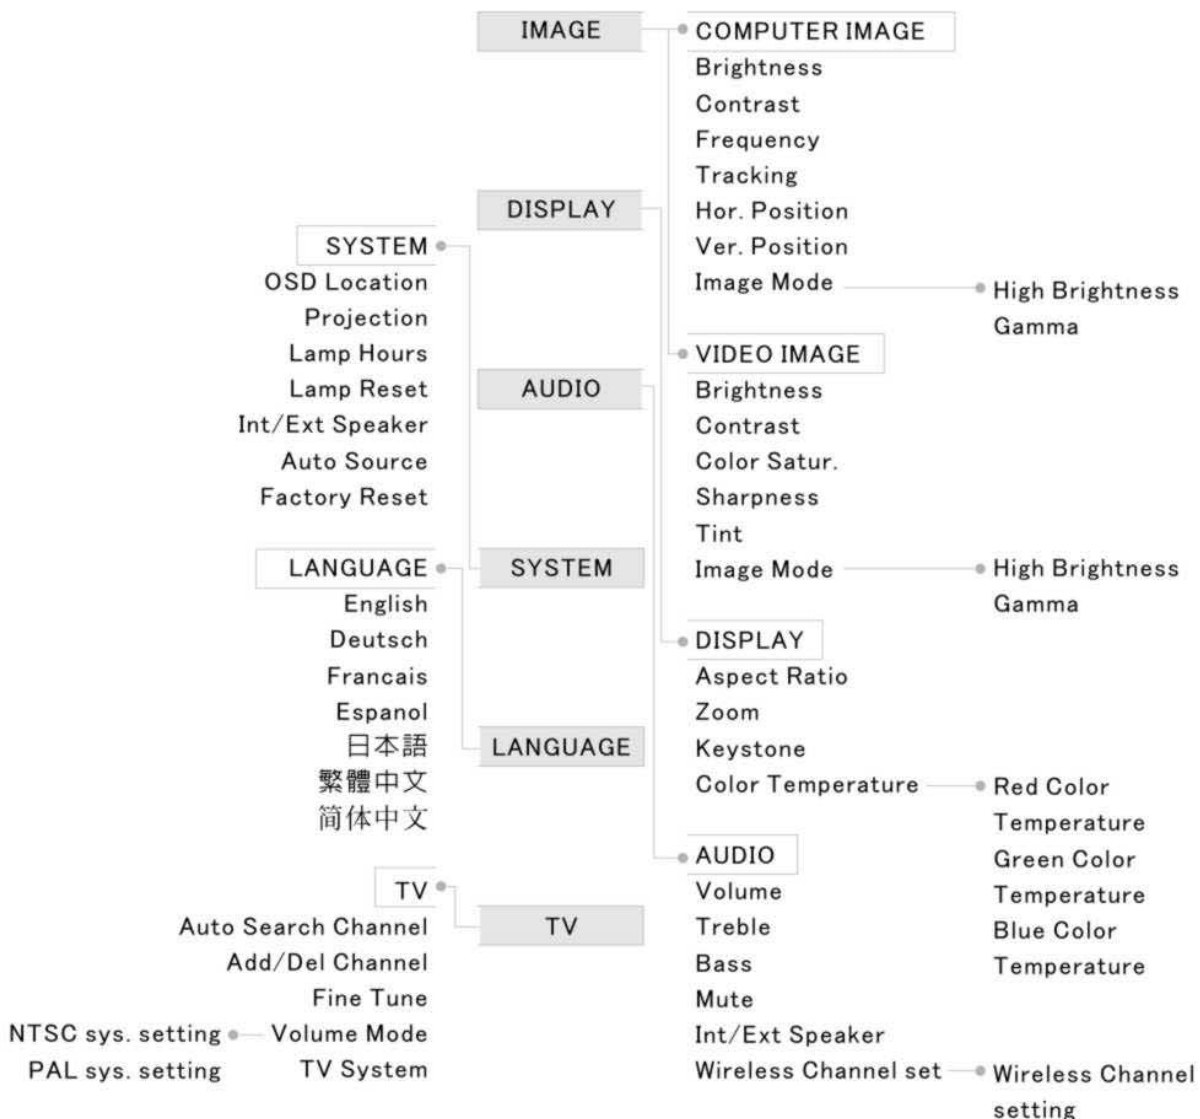 IMAGE
COMPUTER IMAGE
Brightness
Contrast
Frequency
Tracking
Hor. Position
Ver. Position
Image Mode
High Brightness
Gamma
VIDEO IMAGE
Brightness
Contrast
Color Satur.
Sharpness
Tint
Image Mode
High Brightness
Gamma
DISPLAY
DISPLAY
Aspect Ratio
Zoom
Keystone
Color Temperature
Red Color
Temperature
Green Color
Temperature
Blue Color
Temperature
AUDIO
AUDIO
Volume
Treble
Bass
Mute
Int/Ext Speaker
Wireless Channel set
Wireless Channel
setting
SYSTEM
SYSTEM
OSD Location
Projection
Lamp Hours
Lamp Reset
Int/Ext Speaker
Auto Source
Factory Reset
LANGUAGE
LANGUAGE
English
Deutsch
Francais
Espanol
日本語
繁體中文
简体中文
TV
TV
Auto Search Channel
Add/Del Channel
Fine Tune
Volume Mode
NTSC sys. setting
PAL sys. setting
TV System